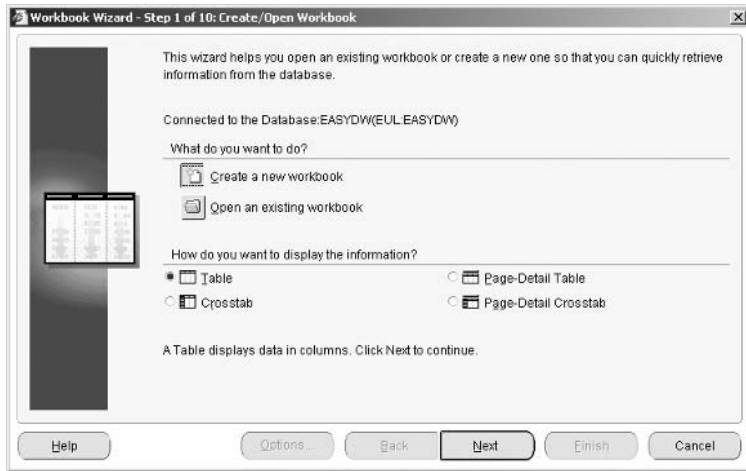 Workbook Wizard - Step 1 of 10: Create/Open Workbook
This wizard helps you open an existing workbook or create a new one so that you can quickly retrieve
information from the database.
Connected to the Database:EASYDW(EUL:EASYDW)
What do you want to do?
Create a new workbook
Open an existing workbook
How do you want to display the information?
Table
Page-Detail Table
Crosstab
Page-Detail Crosstab
A Table displays data in columns. Click Next to continue.
Help
Options...
Back
Next
Finish
Cancel